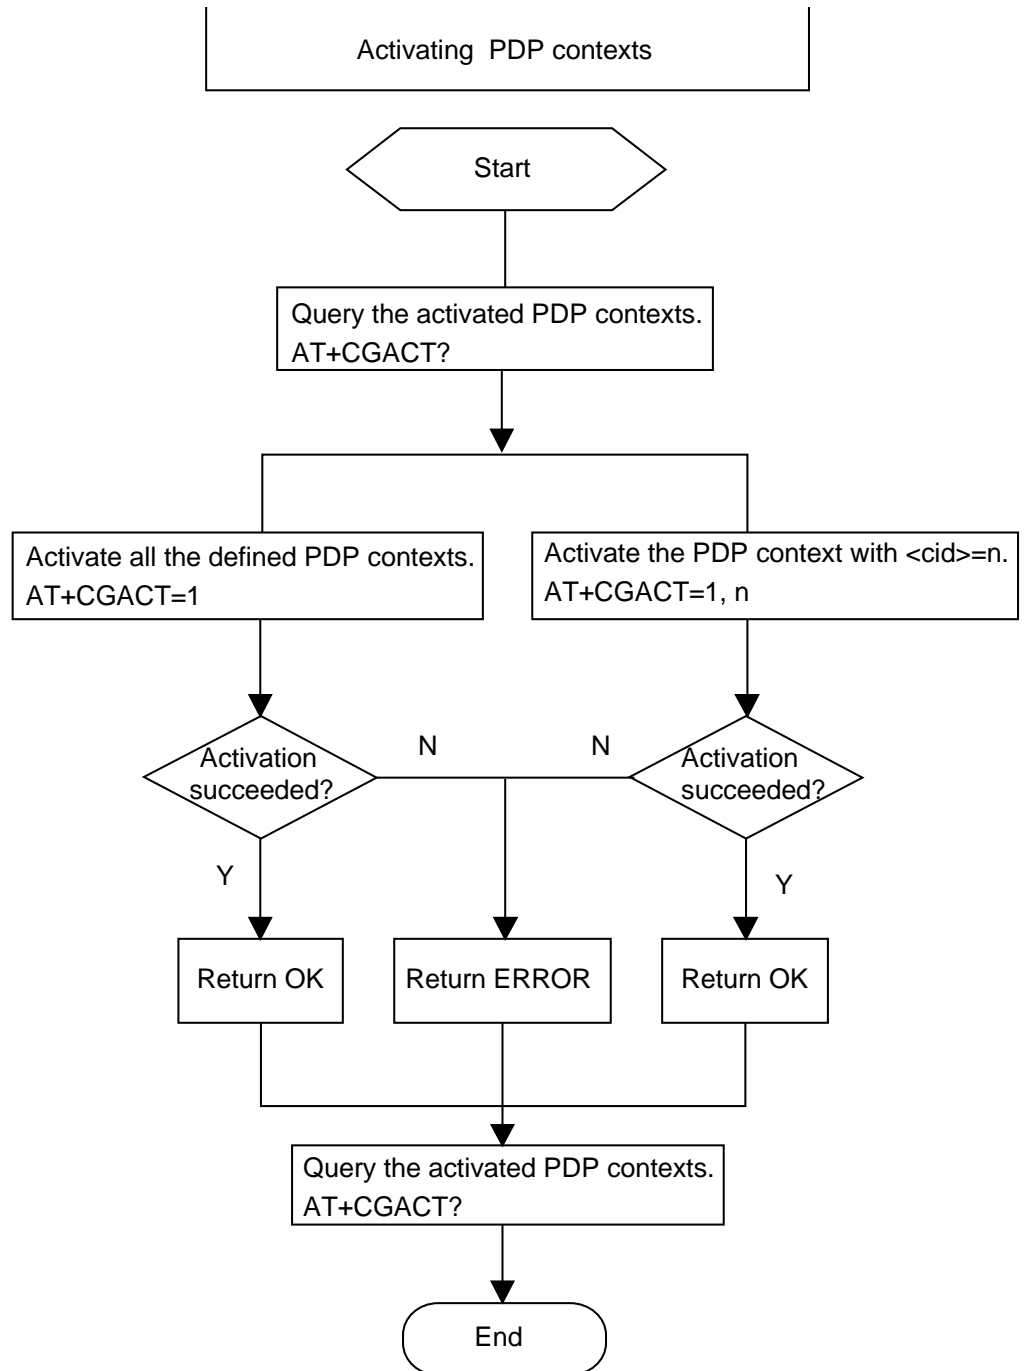 Activating PDP contexts
Start
Query the activated PDP contexts.
AT+CGACT?
Activate all the defined PDP contexts.
AT+CGACT=1
Activate the PDP context with <cid>=n.
AT+CGACT=1, n
Activation
succeeded?
N
N
Activation
succeeded?
Y
Y
Return OK
Return ERROR
Return OK
Query the activated PDP contexts.
AT+CGACT?
End